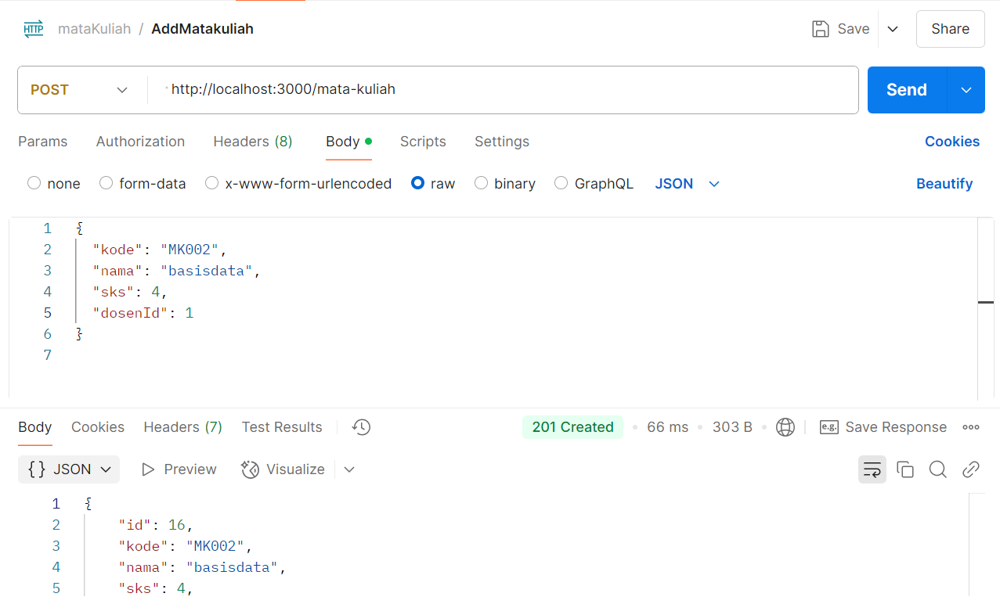 HTTP mataKuliah / AddMatakuliah Save Share
POST http://localhost:3000/mata-kuliah Send
Params Authorization Headers (8) Body Scripts Settings Cookies
none form-data x-www-form-urlencoded raw binary GraphQL JSON Beautify
1 {
2 "kode": "MK002",
3 "nama": "basisdata",
4 "sks": 4,
5 "dosenId": 1
6 }
7
Body Cookies Headers (7) Test Results 201 Created 66 ms 303 B e.g. Save Response
{} JSON Preview Visualize
1 {
2 "id": 16,
3 "kode": "MK002",
4 "nama": "basisdata",
5 "sks": 4,